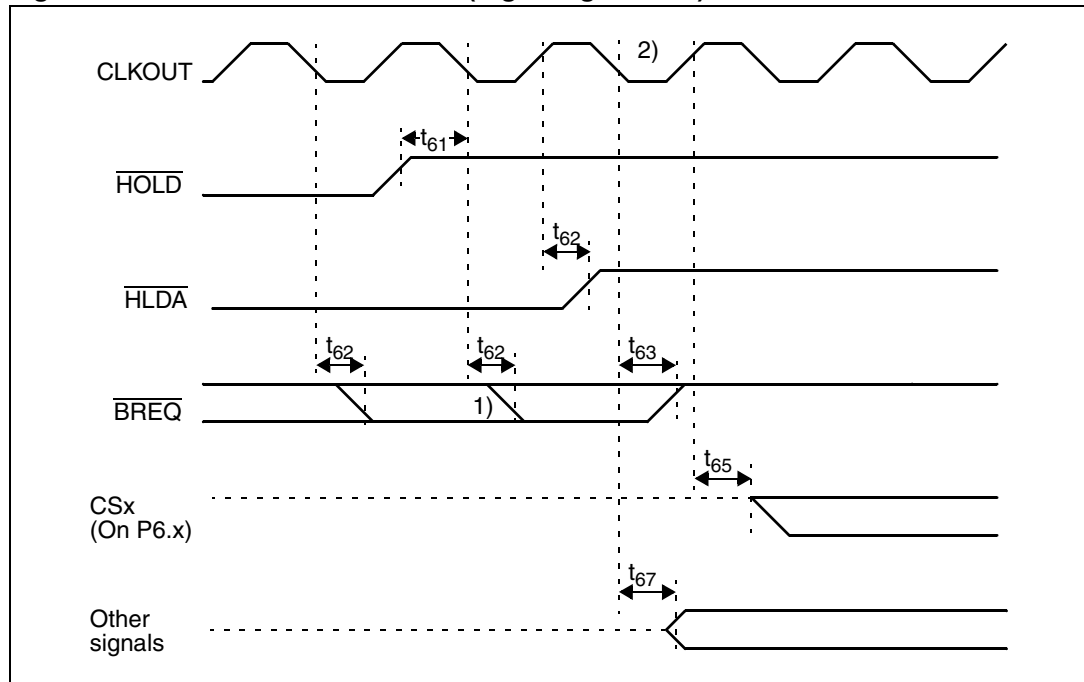 CLKOUT
2)
t61
HOLD
t62
HLDA
t62
t62
t63
BREQ
1)
t65
CSx
(On P6.x)
t67
Other
signals